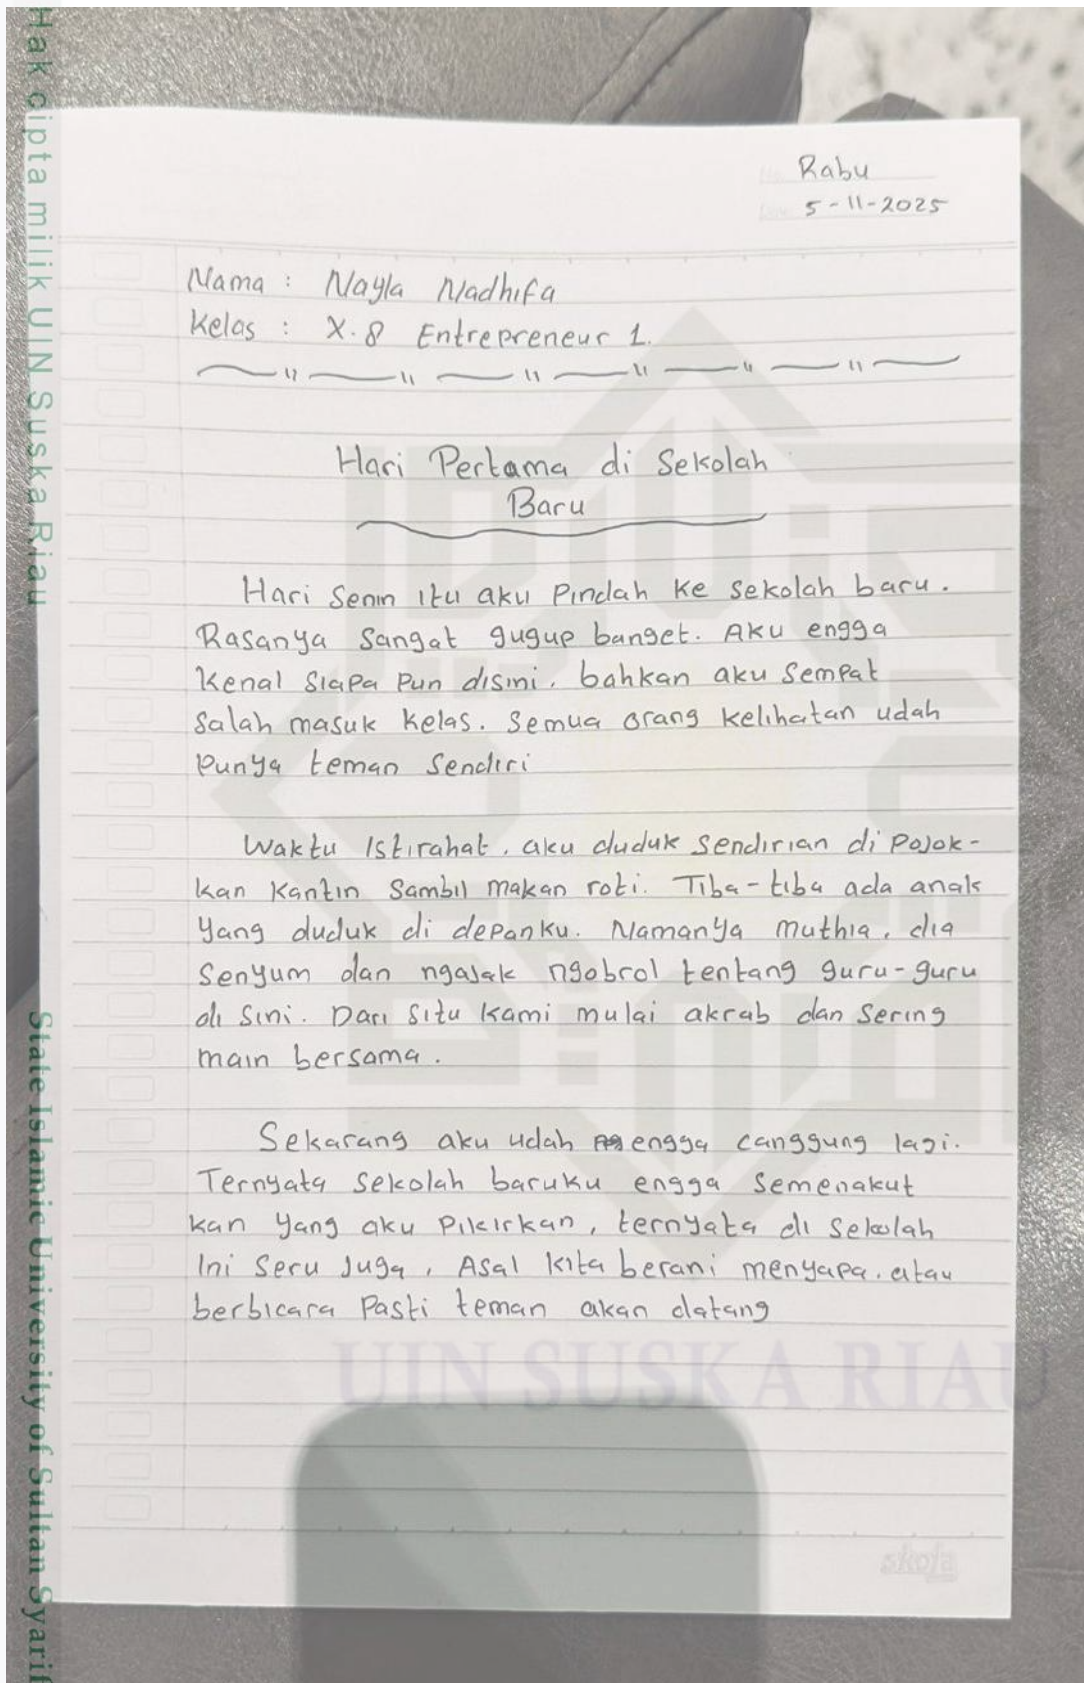 Hak cipta milik UIN Suska Riau
State Islamic University of Sultan Syarif
Rabu
5-11-2025
Nama : Nayla Nadhifa
Kelas : X.8 Entrepreneur 1.
Hari Pertama di Sekolah
Baru
Hari Senin itu aku Pindah ke sekolah baru.
Rasanya Sangat gugup banget. Aku engga
Kenal siapa pun disini. bahkan aku Sempat
Salah masuk kelas. Semua orang kelihatan udah
Punya teman Sendiri
Waktu Istirahat. aku duduk sendirian di Pojok-
kan Kantin Sambil makan roti. Tiba-tiba ada anak
Yang duduk di depanku. Namanya muthia. dia
Senyum dan ngajak ngobrol tentang guru-guru
di Sini. Dari Situ Kami mulai akrab dan Sering
main bersama.
Sekarang aku udah engga canggung lagi.
Ternyata Sekolah baruku engga Semenakut
kan Yang aku Pikirkan, ternyata di Sekolah
Ini Seru Juga, Asal kita berani menyapa. atau
berbicara Pasti teman akan datang
UIN SUSKA RIAU
skola